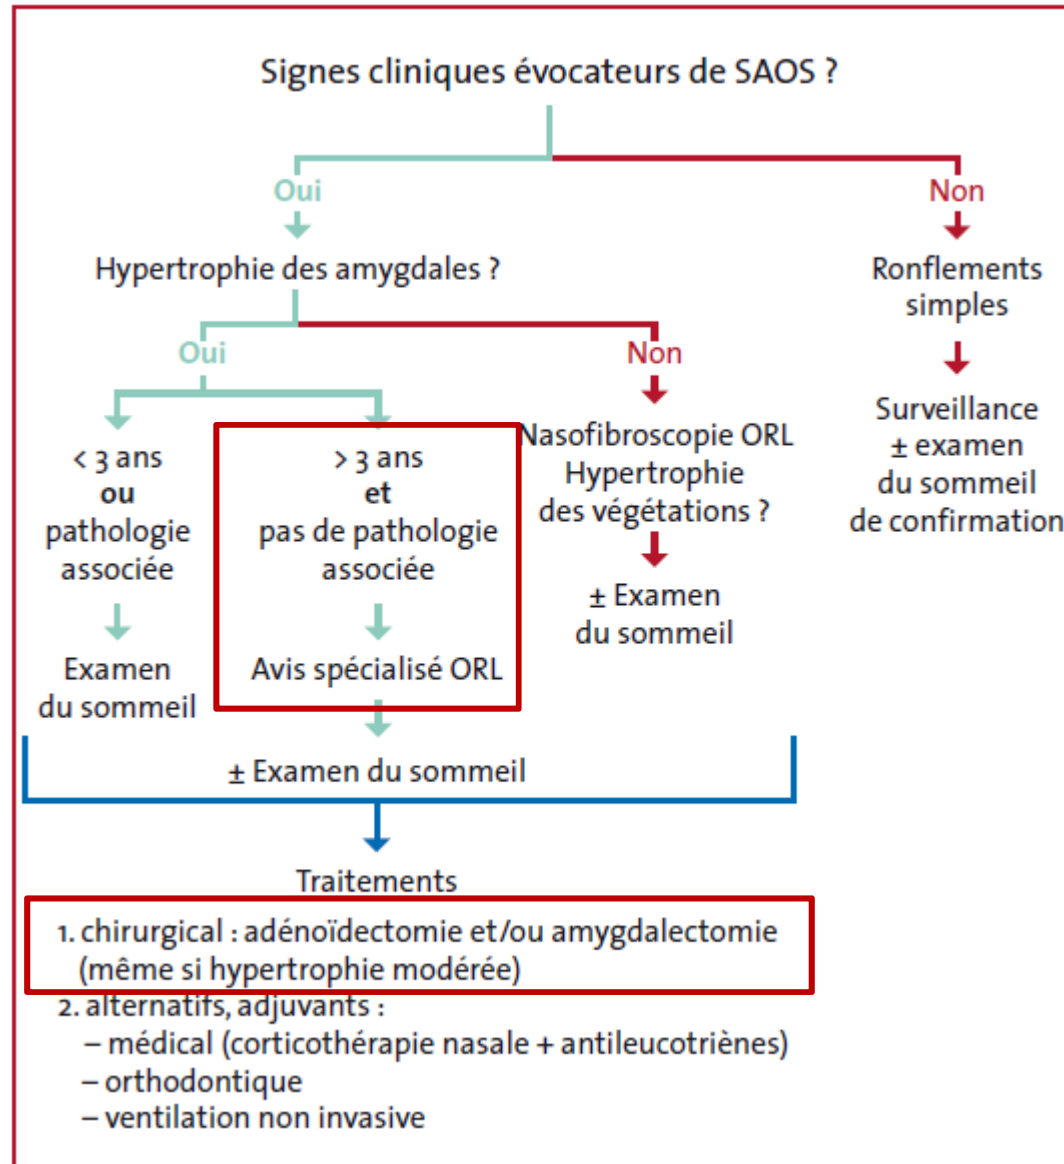 Signes cliniques évocateurs de SAOS ?
Oui
Non
Hypertrophie des amygdales ?
Ronflements
simples
Oui
Non
Surveillance
± examen
du sommeil
de confirmation
< 3 ans
ou
pathologie
associée
> 3 ans
et
pas de pathologie
associée
Nasofibroscopie ORL
Hypertrophie
des végétations ?
± Examen
du sommeil
Examen
du sommeil
Avis spécialisé ORL
± Examen du sommeil
Traitements
1. chirurgical : adénoïdectomie et/ou amygdalectomie
(même si hypertrophie modérée)
2. alternatifs, adjuvants :
– médical (corticothérapie nasale + antileucotriènes)
– orthodontique
– ventilation non invasive